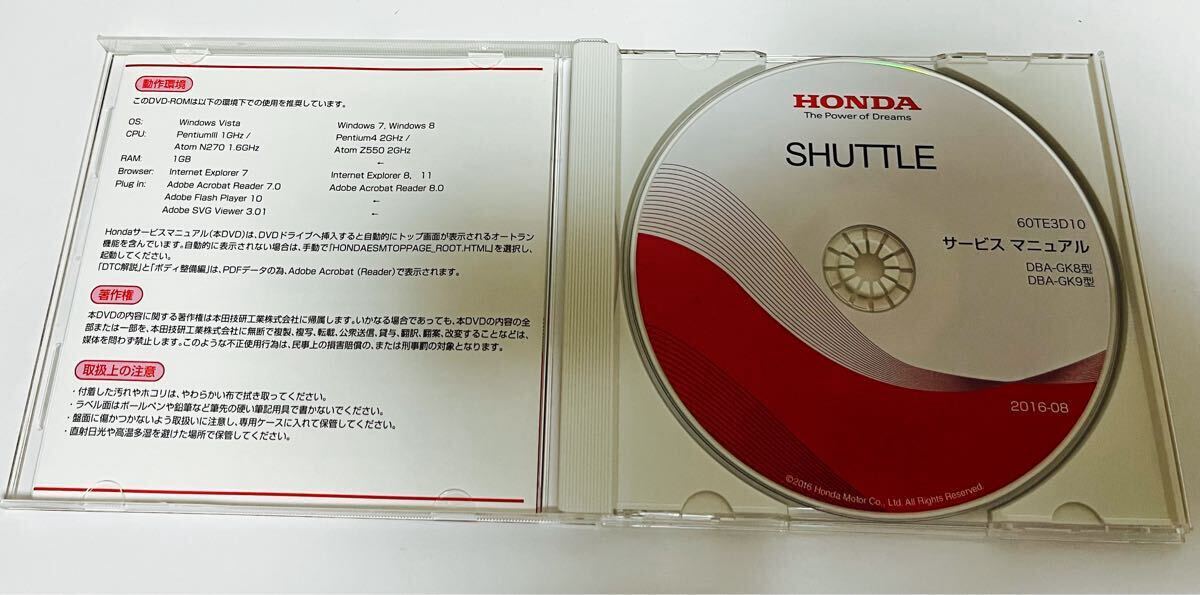 動作環境
このDVD-ROMは以下の環境下での使用を推奨しています。
OS: Windows Vista Windows 7, Windows 8
CPU: PentiumIII 1GHz / Pentium4 2GHz /
Atom N270 1.6GHz Atom Z550 2GHz
RAM: 1GB ←
Browser: Internet Explorer 7 Internet Explorer 8, 11
Plug in: Adobe Acrobat Reader 7.0 Adobe Acrobat Reader 8.0
Adobe Flash Player 10 ←
Adobe SVG Viewer 3.01 ←
Hondaサービスマニュアル(本DVD)は、DVDドライブへ挿入すると自動的にトップ画面が表示されるオートラン
機能を含んでいます。自動的に表示されない場合は、手動で「HONDAESMTOPPAGE_ROOT.HTML」を選択し、
起動してください。
「DTC解説」と「ボディ整備編」は、PDFデータの為、Adobe Acrobat (Reader)で表示されます。
著作権
本DVDの内容に関する著作権は本田技研工業株式会社に帰属します。いかなる場合であっても、本DVDの内容の全
部または一部を、本田技研工業株式会社に無断で複製、複写、転載、公衆送信、貸与、翻訳、翻案、改変することなどは、
媒体を問わず禁止します。このような不正使用行為は、民事上の損害賠償の、または刑事罰の対象となります。
取扱上の注意
・付着した汚れやホコリは、やわらかい布で拭き取ってください。
・ラベル面はボールペンや鉛筆など筆先の硬い筆記用具で書かないでください。
・盤面に傷がつかないよう取扱いに注意し、専用ケースに入れて保管してください。
・直射日光や高温多湿を避けた場所で保管してください。
HONDA
The Power of Dreams
SHUTTLE
60TE3D10
サービス マニュアル
DBA-GK8型
DBA-GK9型
2016-08
©2016 Honda Motor Co., Ltd. All Rights Reserved.